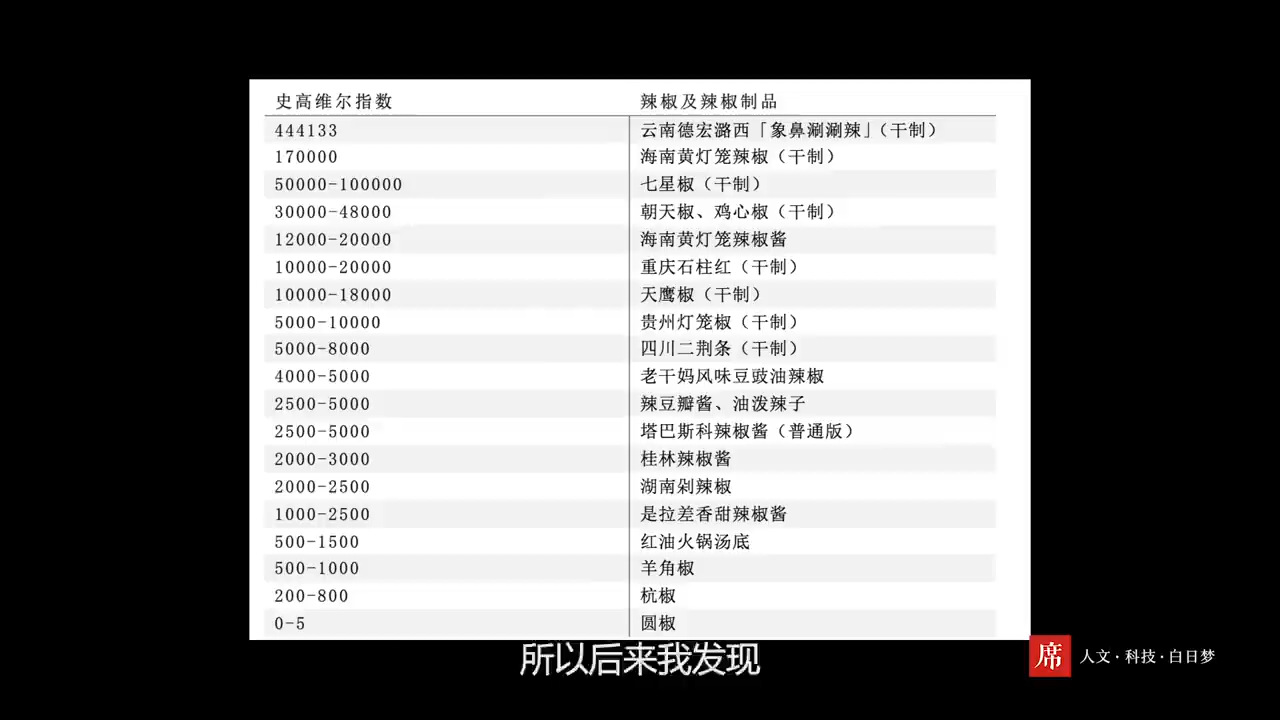 史高维尔指数 辣椒及辣椒制品
444133 云南德宏潞西「象鼻涮涮辣」(干制)
170000 海南黄灯笼辣椒(干制)
50000-100000 七星椒(干制)
30000-48000 朝天椒、鸡心椒(干制)
12000-20000 海南黄灯笼辣椒酱
10000-20000 重庆石柱红(干制)
10000-18000 天鹰椒(干制)
5000-10000 贵州灯笼椒(干制)
5000-8000 四川二荆条(干制)
4000-5000 老干妈风味豆豉油辣椒
2500-5000 辣豆瓣酱、油泼辣子
2500-5000 塔巴斯科辣椒酱(普通版)
2000-3000 桂林辣椒酱
2000-2500 湖南剁辣椒
1000-2500 是拉差香甜辣椒酱
500-1500 红油火锅汤底
500-1000 羊角椒
200-800 杭椒
0-5 圆椒
所以后来我发现
席 人文·科技·白日梦